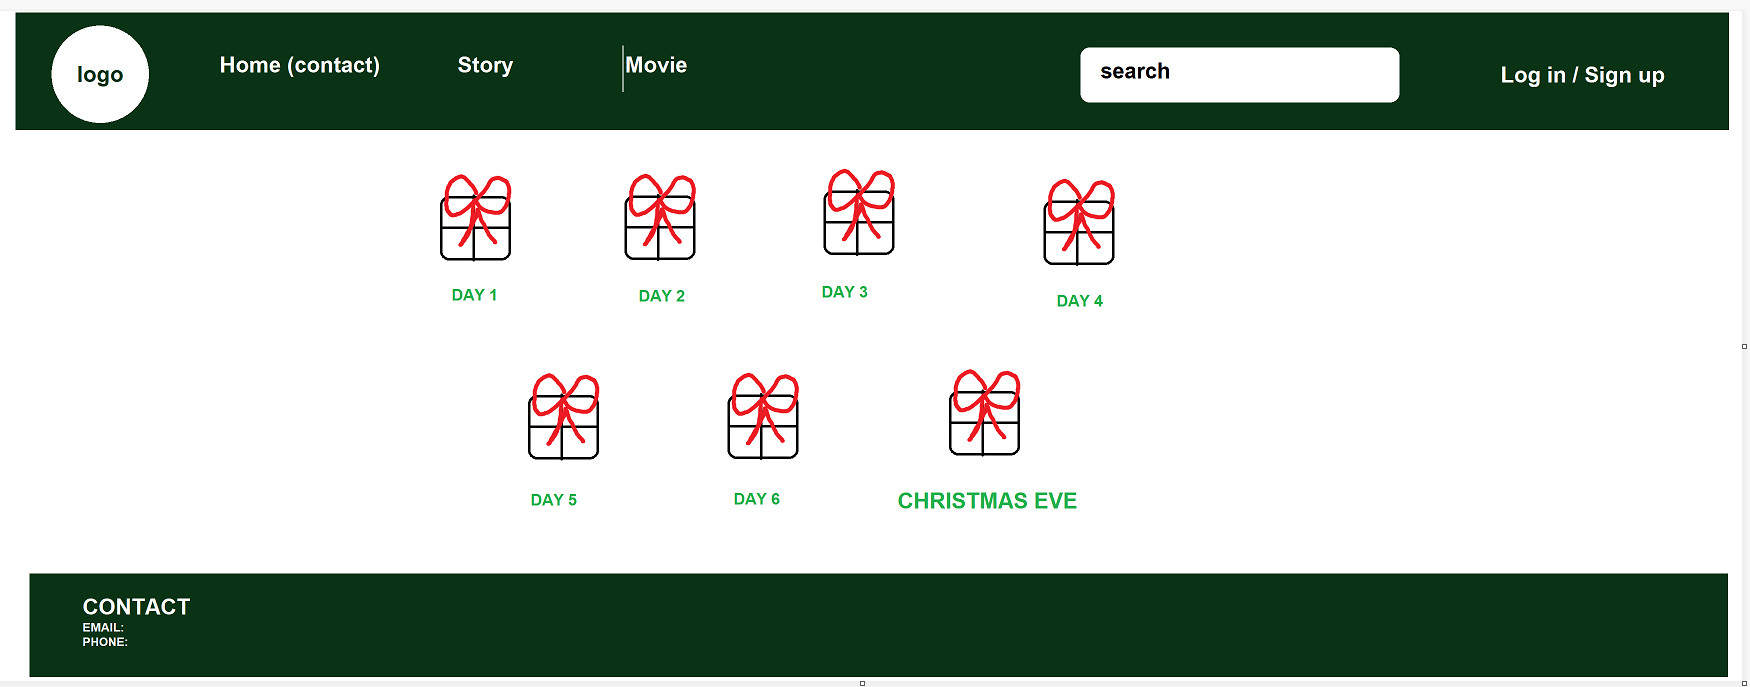 logo
Home (contact)
Story
Movie
search
Log in / Sign up
DAY 1
DAY 2
DAY 3
DAY 4
DAY 5
DAY 6
CHRISTMAS EVE
CONTACT
EMAIL:
PHONE: